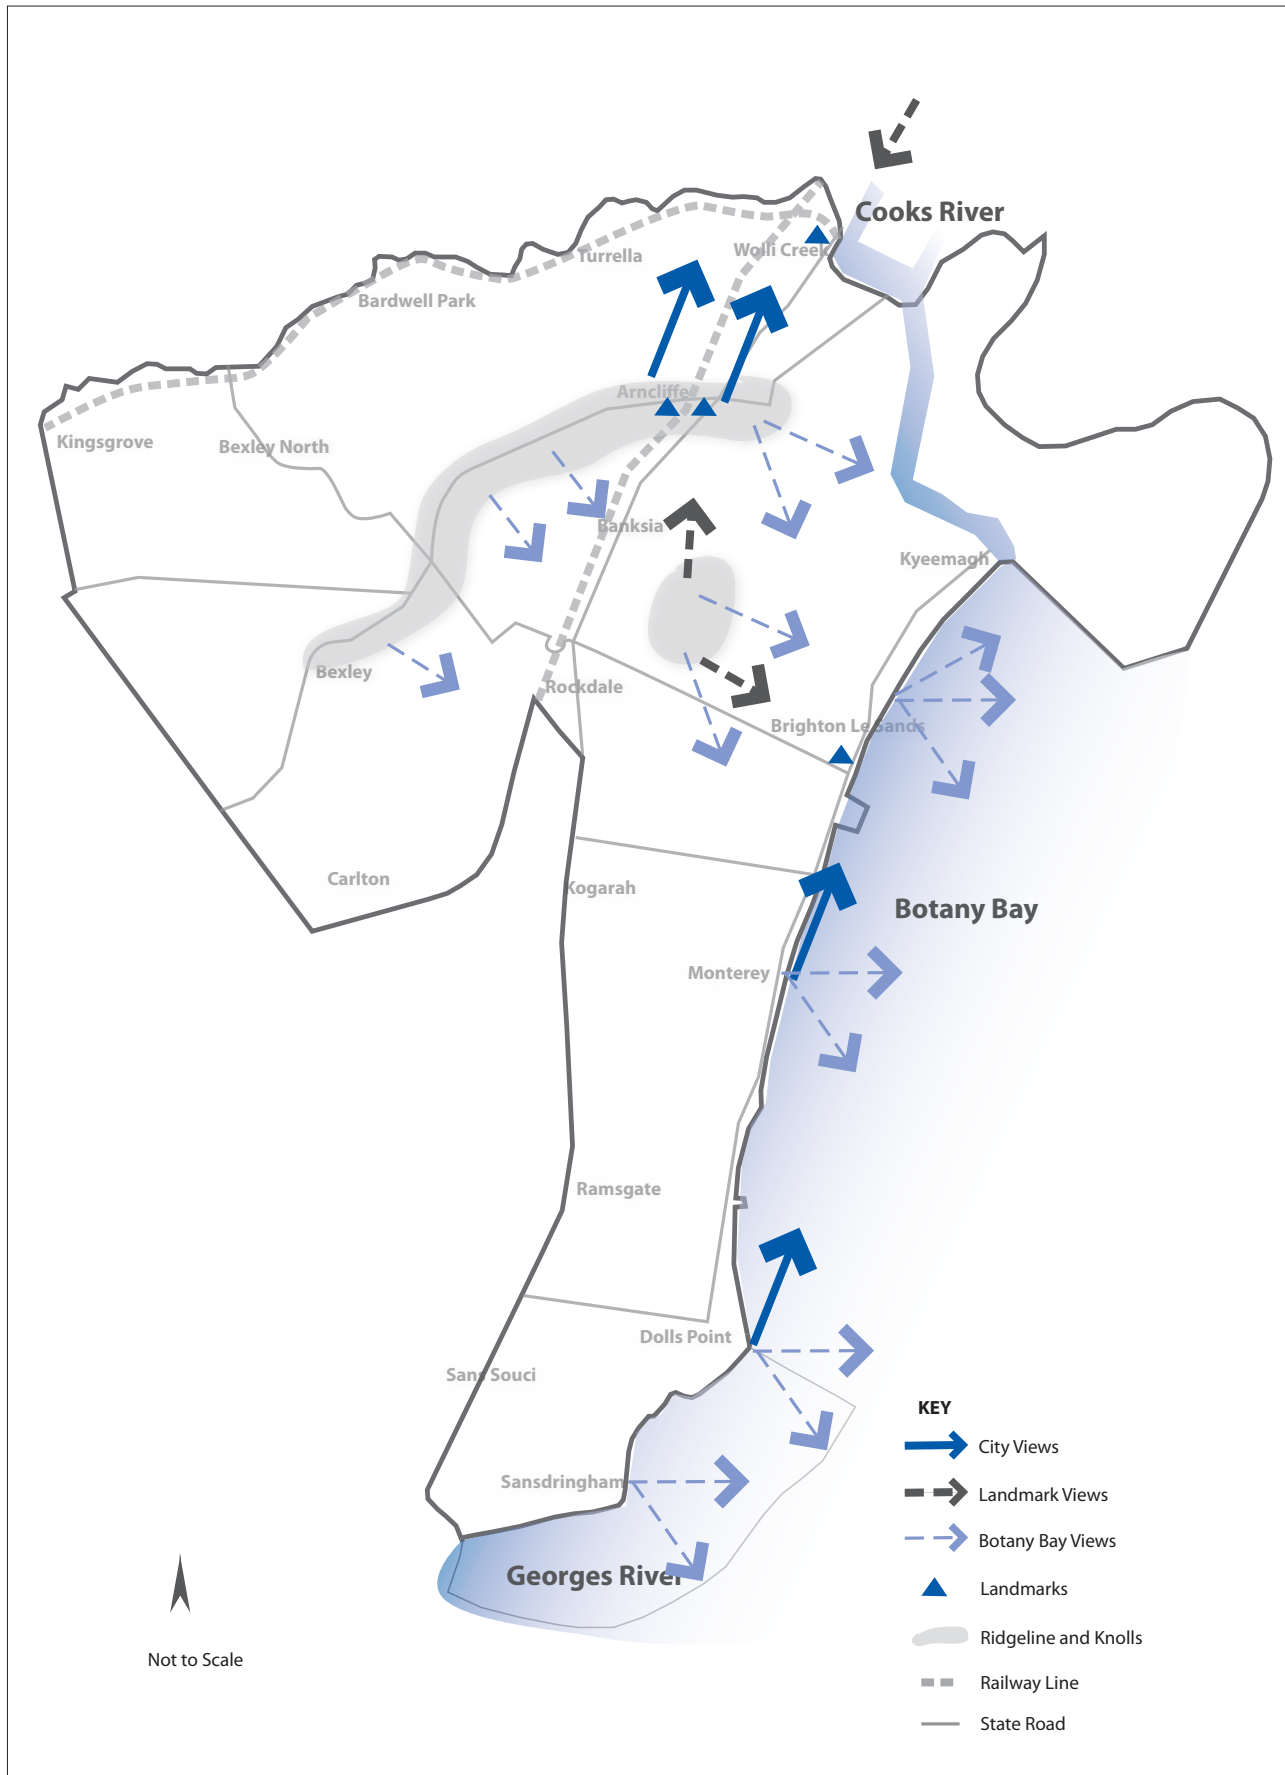 Cooks River
Wolli Creek
Turrella
Bardwell Park
Arncliffe
Kingsgrove
Bexley North
Banksia
Kyeemagh
Bexley
Rockdale
Brighton Le Sands
Carlton
Kogarah
Botany Bay
Monterey
Ramsgate
Dolls Point
Sans Souci
Sansdringham
Georges River
Not to Scale
KEY
City Views
Landmark Views
Botany Bay Views
Landmarks
Ridgeline and Knolls
Railway Line
State Road